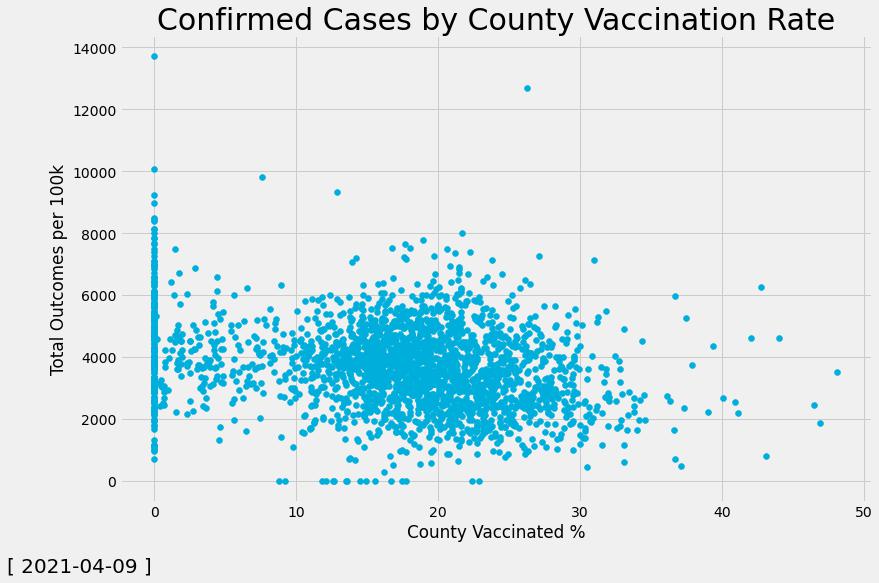 Confirmed Cases by County Vaccination Rate
14000
12000
10000
8000
6000
4000
2000
0
Total Outcomes per 100k
0 10 20 30 40 50
County Vaccinated %
[ 2021-04-09 ]